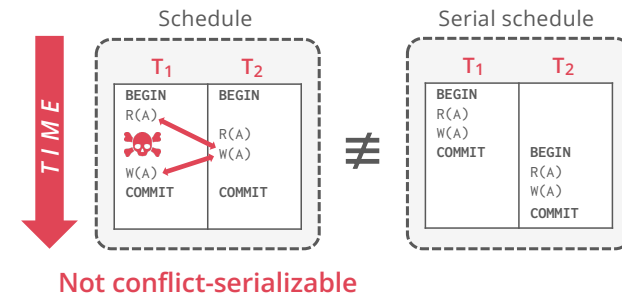 Schedule
Serial schedule
TIME
T1 T2
BEGIN BEGIN
R(A)
R(A)
W(A)
W(A)
COMMIT COMMIT
≢
T1 T2
BEGIN
R(A)
W(A)
COMMIT BEGIN
R(A)
W(A)
COMMIT
Not conflict-serializable